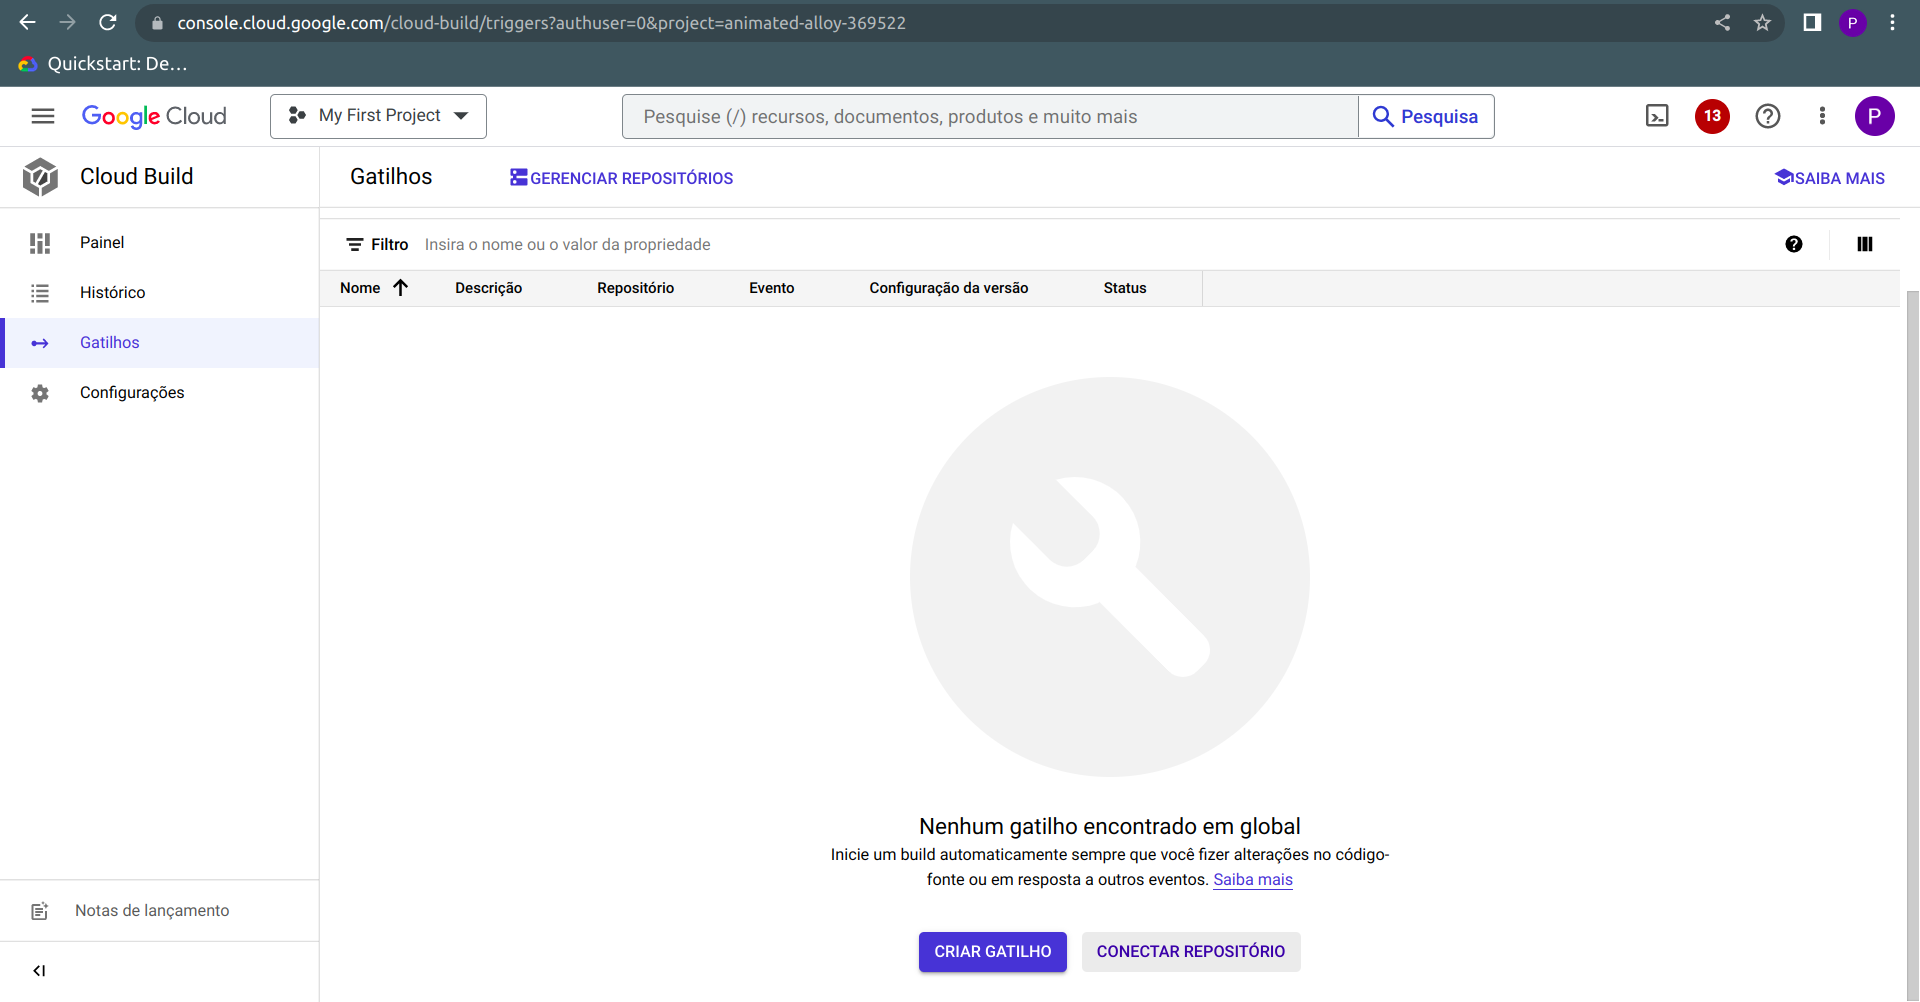 console.cloud.google.com/cloud-build/triggers?authuser=0&project=animated-alloy-369522
P
Quickstart: De...
Google Cloud
My First Project
Pesquise (/) recursos, documentos, produtos e muito mais
Pesquisa
13
P
Cloud Build
Gatilhos
GERENCIAR REPOSITÓRIOS
SAIBA MAIS
Painel
Histórico
Gatilhos
Configurações
Filtro
Insira o nome ou o valor da propriedade
Nome
Descrição
Repositório
Evento
Configuração da versão
Status
Nenhum gatilho encontrado em global
Inicie um build automaticamente sempre que você fizer alterações no código-
fonte ou em resposta a outros eventos. Saiba mais
CRIAR GATILHO
CONECTAR REPOSITÓRIO
Notas de lançamento